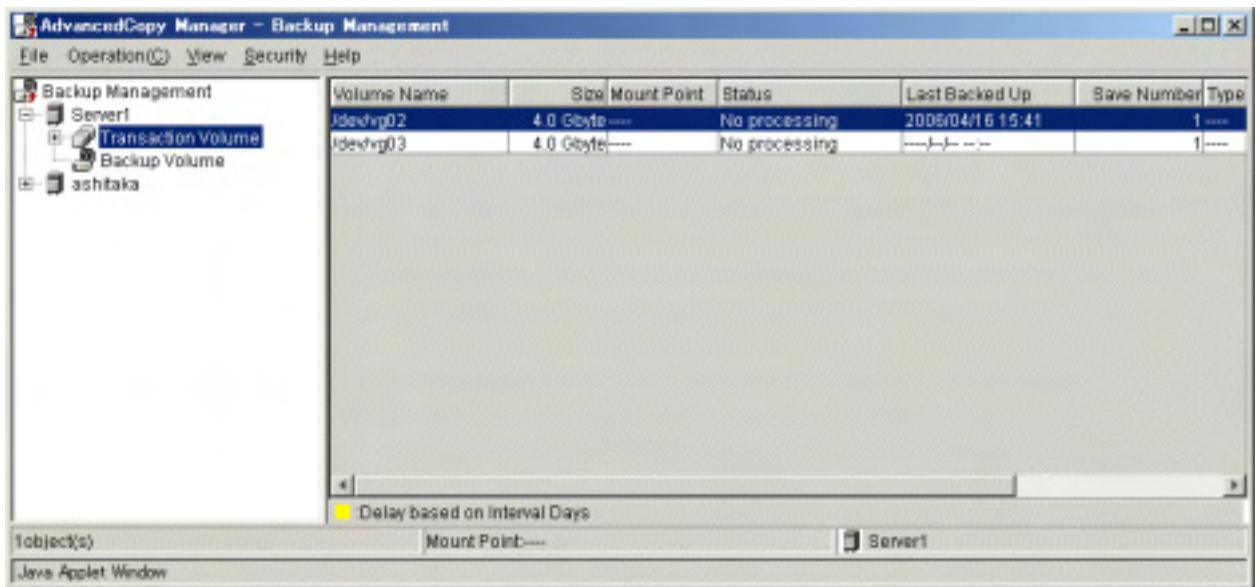 AdvancedCopy Manager - Backup Management
File Operation(C) View Security Help
Backup Management
Server1
Transaction Volume
Backup Volume
ashitaka
Volume Name Size Mount Point Status Last Backed Up Save Number Type
/dev/vg02 4.0 Gbyte ---- No processing 2006/04/16 15:41 1 ----
/dev/vg03 4.0 Gbyte ---- No processing ----/--/-- --:-- 1 ----
:Delay based on Interval Days
1object(s) Mount Point:---- Server1
Java Applet Window